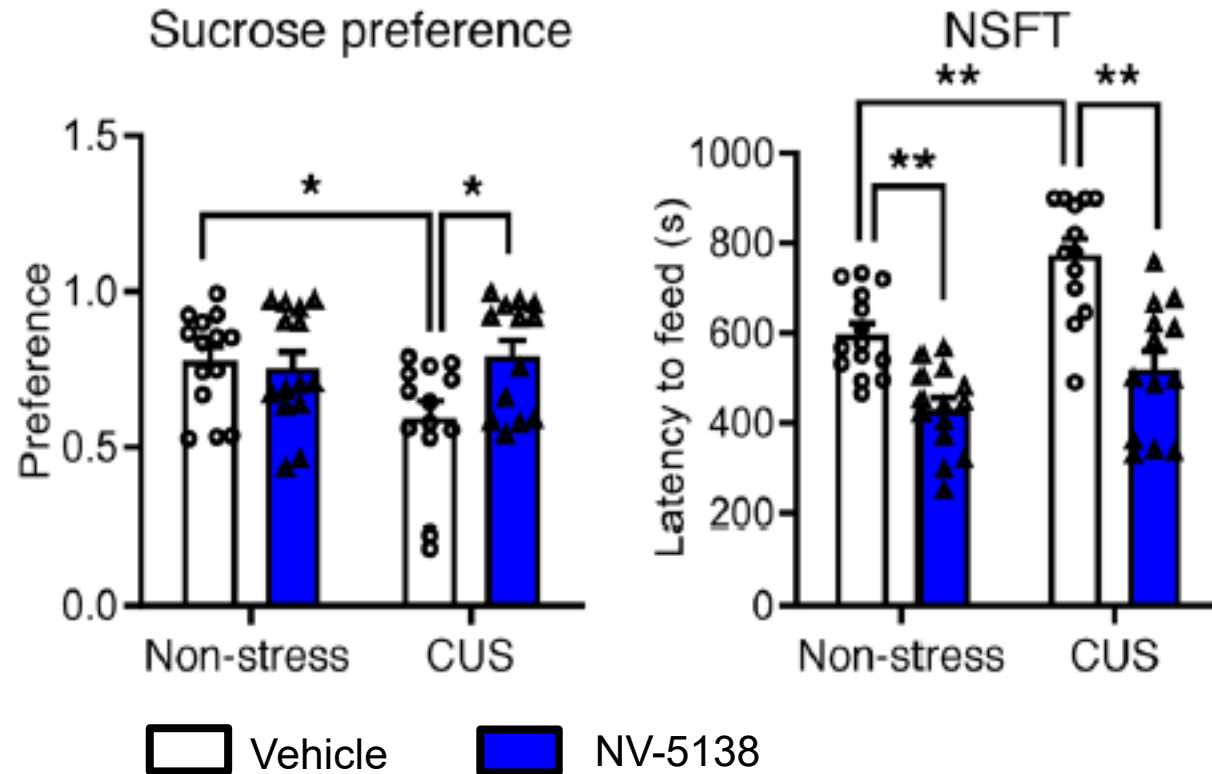 Sucrose preference
*
*
1.5
1.0
0.5
0.0
Preference
Non-stress
CUS
NSFT
**
**
**
1000
800
600
400
200
0
Latency to feed (s)
Non-stress
CUS
Vehicle
NV-5138